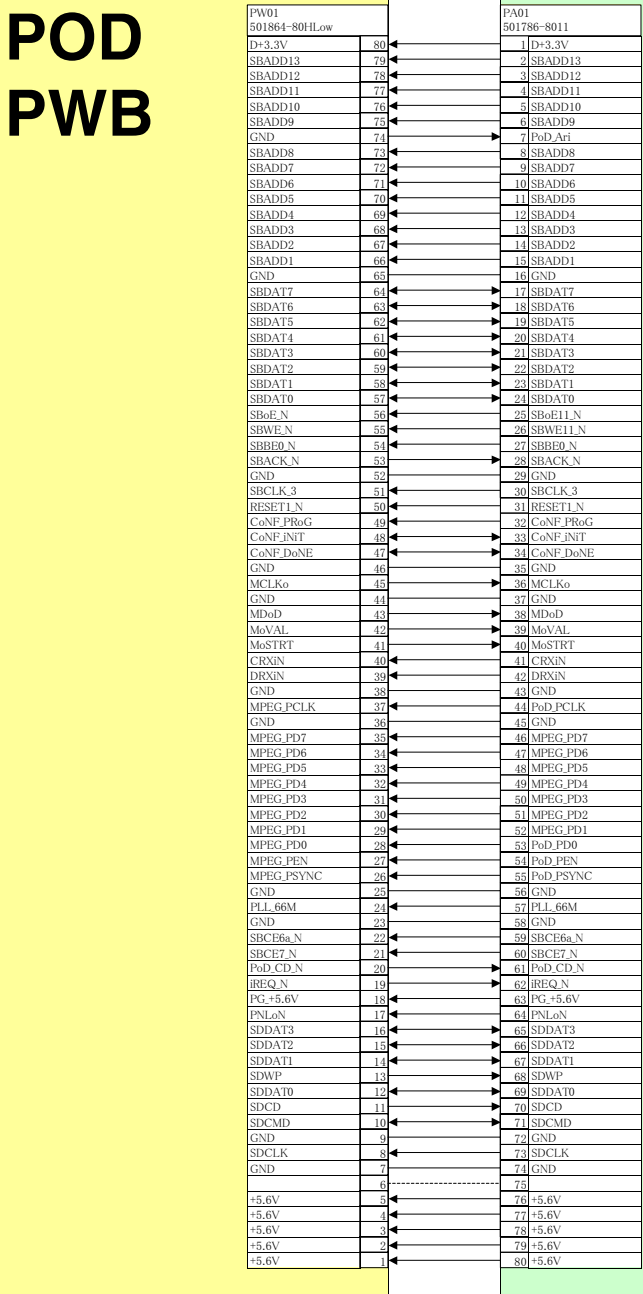 POD
PWB
PW01 PA01
501864-80HLow 501786-8011
D+3.3V 80 1 D+3.3V
SBADD13 79 2 SBADD13
SBADD12 78 3 SBADD12
SBADD11 77 4 SBADD11
SBADD10 76 5 SBADD10
SBADD9 75 6 SBADD9
GND 74 7 PoD_Ari
SBADD8 73 8 SBADD8
SBADD7 72 9 SBADD7
SBADD6 71 10 SBADD6
SBADD5 70 11 SBADD5
SBADD4 69 12 SBADD4
SBADD3 68 13 SBADD3
SBADD2 67 14 SBADD2
SBADD1 66 15 SBADD1
GND 65 16 GND
SBDAT7 64 17 SBDAT7
SBDAT6 63 18 SBDAT6
SBDAT5 62 19 SBDAT5
SBDAT4 61 20 SBDAT4
SBDAT3 60 21 SBDAT3
SBDAT2 59 22 SBDAT2
SBDAT1 58 23 SBDAT1
SBDAT0 57 24 SBDAT0
SBoE_N 56 25 SBoE11_N
SBWE_N 55 26 SBWE11_N
SBBE0_N 54 27 SBBE0_N
SBACK_N 53 28 SBACK_N
GND 52 29 GND
SBCLK_3 51 30 SBCLK_3
RESET1_N 50 31 RESET1_N
CoNF_PRoG 49 32 CoNF_PRoG
CoNF_iNiT 48 33 CoNF_iNiT
CoNF_DoNE 47 34 CoNF_DoNE
GND 46 35 GND
MCLKo 45 36 MCLKo
GND 44 37 GND
MDoD 43 38 MDoD
MoVAL 42 39 MoVAL
MoSTRT 41 40 MoSTRT
CRXiN 40 41 CRXiN
DRXiN 39 42 DRXiN
GND 38 43 GND
MPEG_PCLK 37 44 PoD_PCLK
GND 36 45 GND
MPEG_PD7 35 46 MPEG_PD7
MPEG_PD6 34 47 MPEG_PD6
MPEG_PD5 33 48 MPEG_PD5
MPEG_PD4 32 49 MPEG_PD4
MPEG_PD3 31 50 MPEG_PD3
MPEG_PD2 30 51 MPEG_PD2
MPEG_PD1 29 52 MPEG_PD1
MPEG_PD0 28 53 PoD_PD0
MPEG_PEN 27 54 PoD_PEN
MPEG_PSYNC 26 55 PoD_PSYNC
GND 25 56 GND
PLL_66M 24 57 PLL_66M
GND 23 58 GND
SBCE6a_N 22 59 SBCE6a_N
SBCE7_N 21 60 SBCE7_N
PoD_CD_N 20 61 PoD_CD_N
iREQ_N 19 62 iREQ_N
PG_+5.6V 18 63 PG_+5.6V
PNLoN 17 64 PNLoN
SDDAT3 16 65 SDDAT3
SDDAT2 15 66 SDDAT2
SDDAT1 14 67 SDDAT1
SDWP 13 68 SDWP
SDDAT0 12 69 SDDAT0
SDCD 11 70 SDCD
SDCMD 10 71 SDCMD
GND 9 72 GND
SDCLK 8 73 SDCLK
GND 7 74 GND
6 75
+5.6V 5 76 +5.6V
+5.6V 4 77 +5.6V
+5.6V 3 78 +5.6V
+5.6V 2 79 +5.6V
+5.6V 1 80 +5.6V